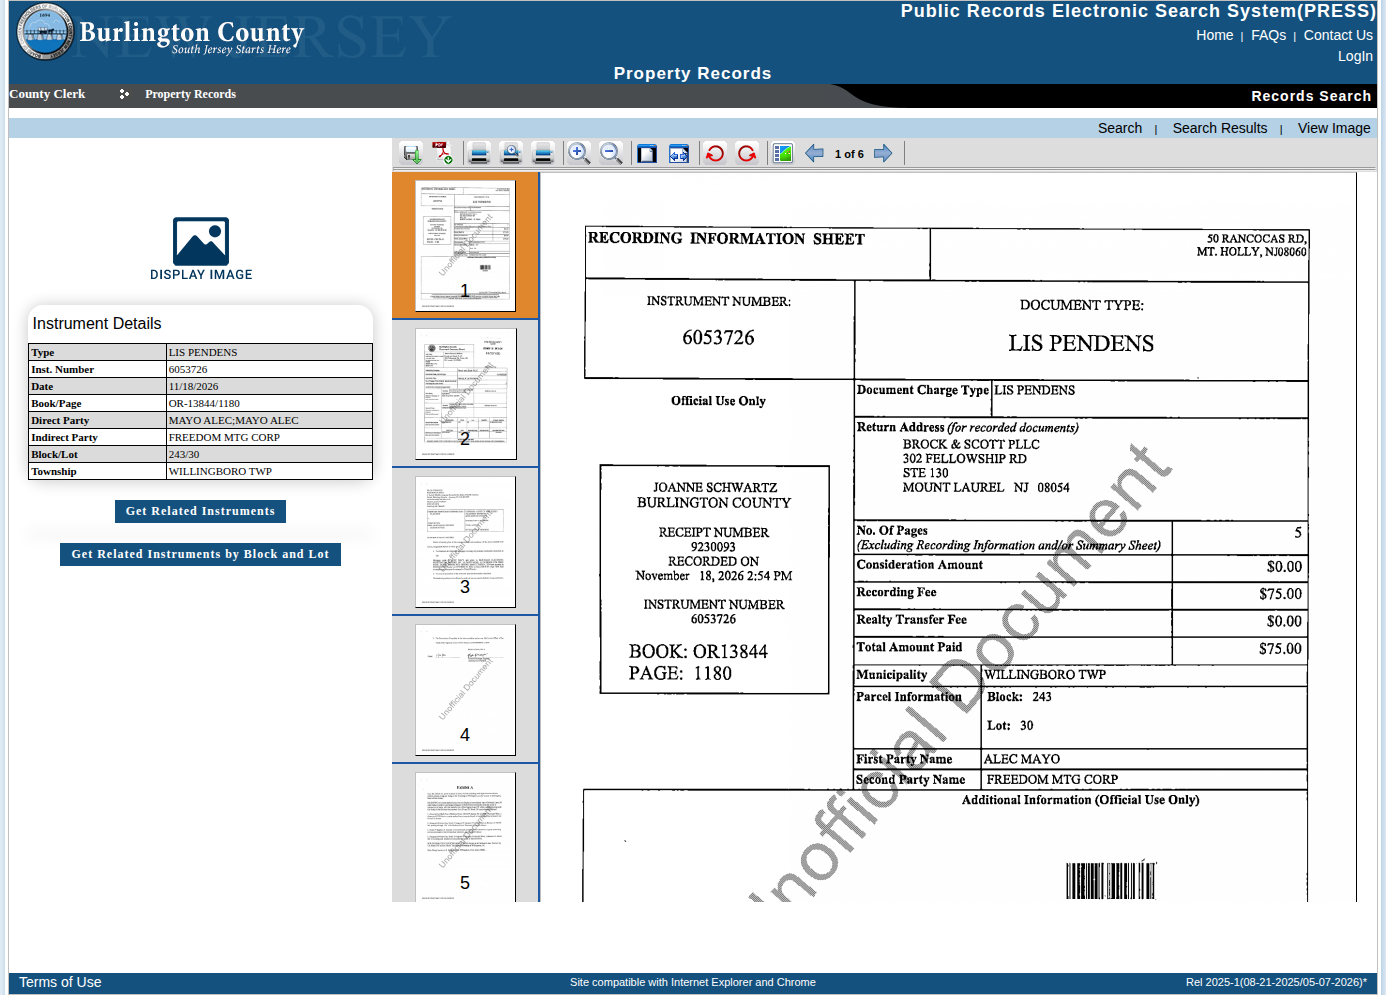 NEW JERSEY
Burlington County
South Jersey Starts Here
Public Records Electronic Search System(PRESS)
Home | FAQs | Contact Us
LogIn
Property Records
County Clerk Property Records
Records Search
Search | Search Results | View Image
PDF
1 of 6
DISPLAY IMAGE
Instrument Details
Type LIS PENDENS
Inst. Number 6053726
Date 11/18/2026
Book/Page OR-13844/1180
Direct Party MAYO ALEC;MAYO ALEC
Indirect Party FREEDOM MTG CORP
Block/Lot 243/30
Township WILLINGBORO TWP
Get Related Instruments
Get Related Instruments by Block and Lot
1
2
3
4
5
RECORDING INFORMATION SHEET
50 RANCOCAS RD,
MT. HOLLY, NJ08060
INSTRUMENT NUMBER:
6053726
DOCUMENT TYPE:
LIS PENDENS
Official Use Only
Document Charge Type LIS PENDENS
Return Address (for recorded documents)
BROCK & SCOTT PLLC
302 FELLOWSHIP RD
STE 130
MOUNT LAUREL NJ 08054
JOANNE SCHWARTZ
BURLINGTON COUNTY
RECEIPT NUMBER
9230093
RECORDED ON
November 18, 2026 2:54 PM
INSTRUMENT NUMBER
6053726
BOOK: OR13844
PAGE: 1180
No. Of Pages 5
(Excluding Recording Information and/or Summary Sheet)
Consideration Amount $0.00
Recording Fee $75.00
Realty Transfer Fee $0.00
Total Amount Paid $75.00
Municipality WILLINGBORO TWP
Parcel Information Block: 243
Lot: 30
First Party Name ALEC MAYO
Second Party Name FREEDOM MTG CORP
Additional Information (Official Use Only)
Unofficial Document
Terms of Use
Site compatible with Internet Explorer and Chrome
Rel 2025-1(08-21-2025/05-07-2026)*